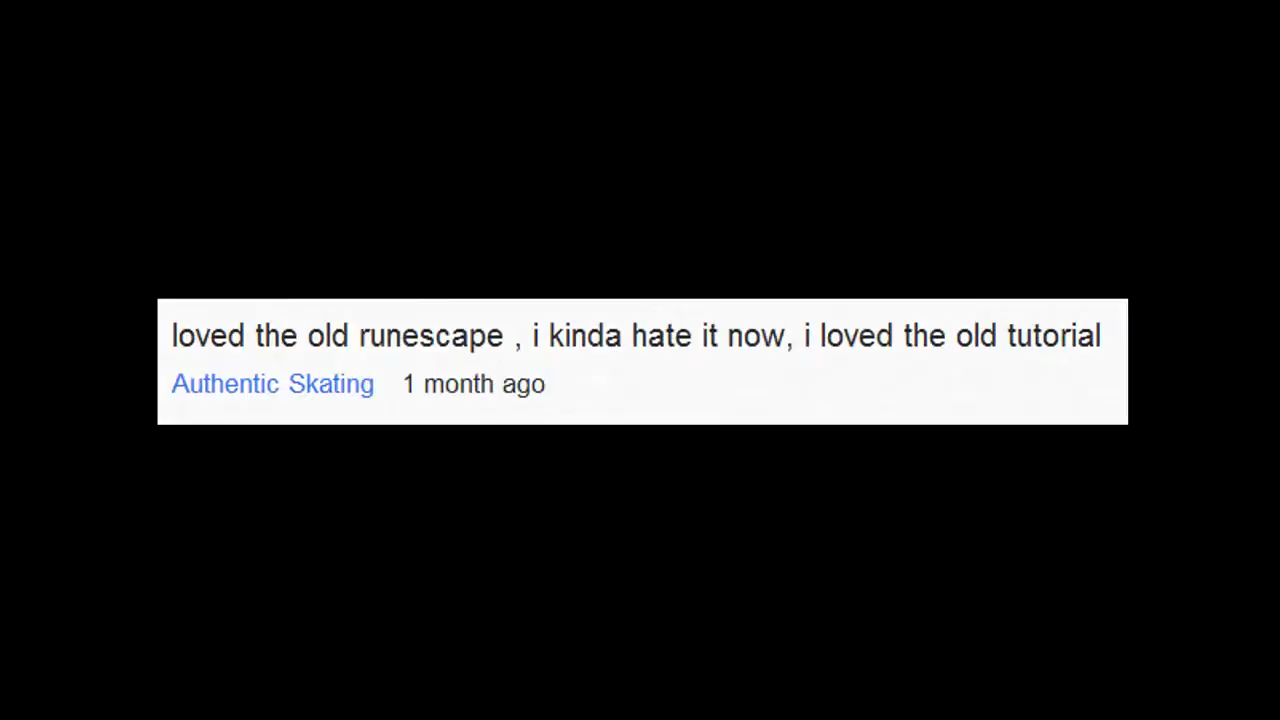 loved the old runescape , i kinda hate it now, i loved the old tutorial
Authentic Skating 1 month ago